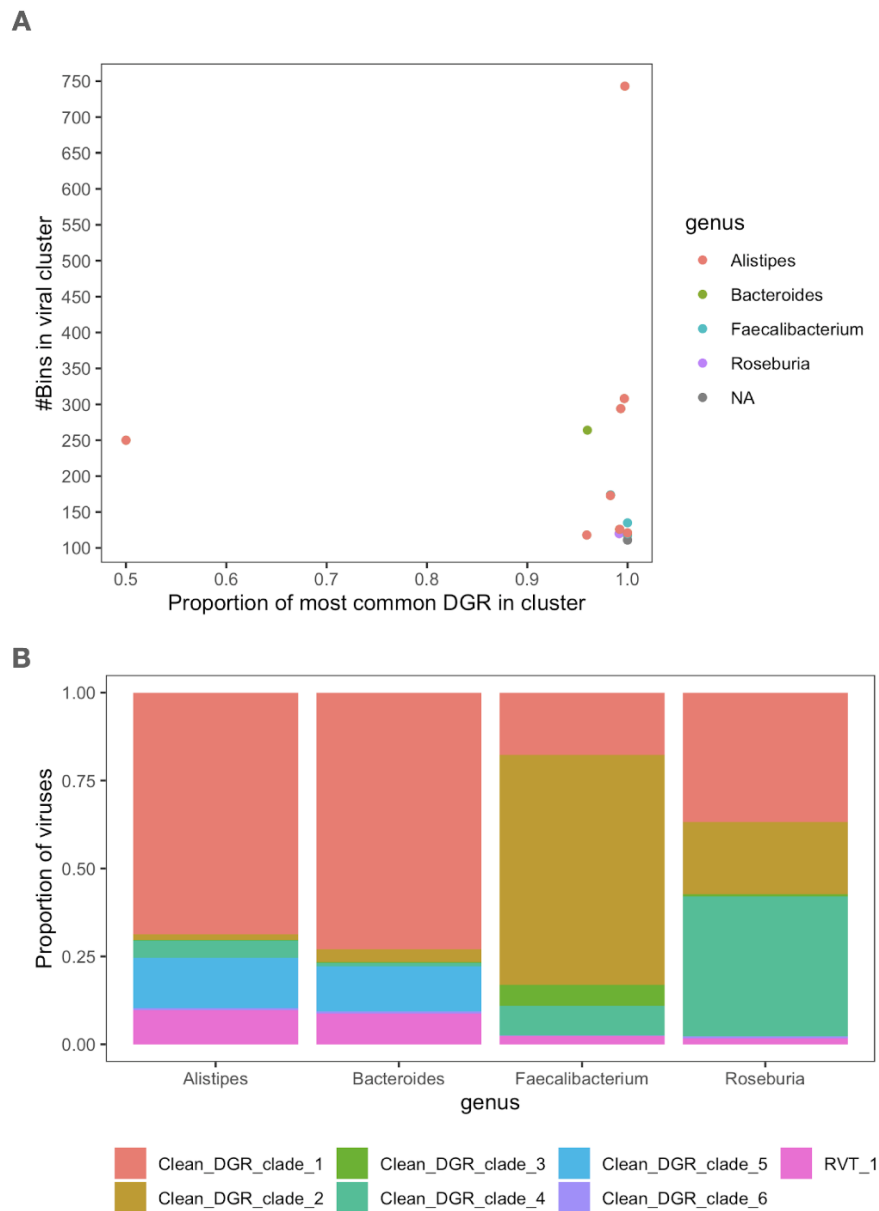 A
750
700
650
600
550
500
450
400
350
300
250
200
150
100
#Bins in viral cluster
0.5 0.6 0.7 0.8 0.9 1.0
Proportion of most common DGR in cluster
genus
Alistipes
Bacteroides
Faecalibacterium
Roseburia
NA
B
1.00
0.75
0.50
0.25
0.00
Proportion of viruses
Alistipes Bacteroides Faecalibacterium Roseburia
genus
Clean_DGR_clade_1 Clean_DGR_clade_3 Clean_DGR_clade_5 RVT_1
Clean_DGR_clade_2 Clean_DGR_clade_4 Clean_DGR_clade_6